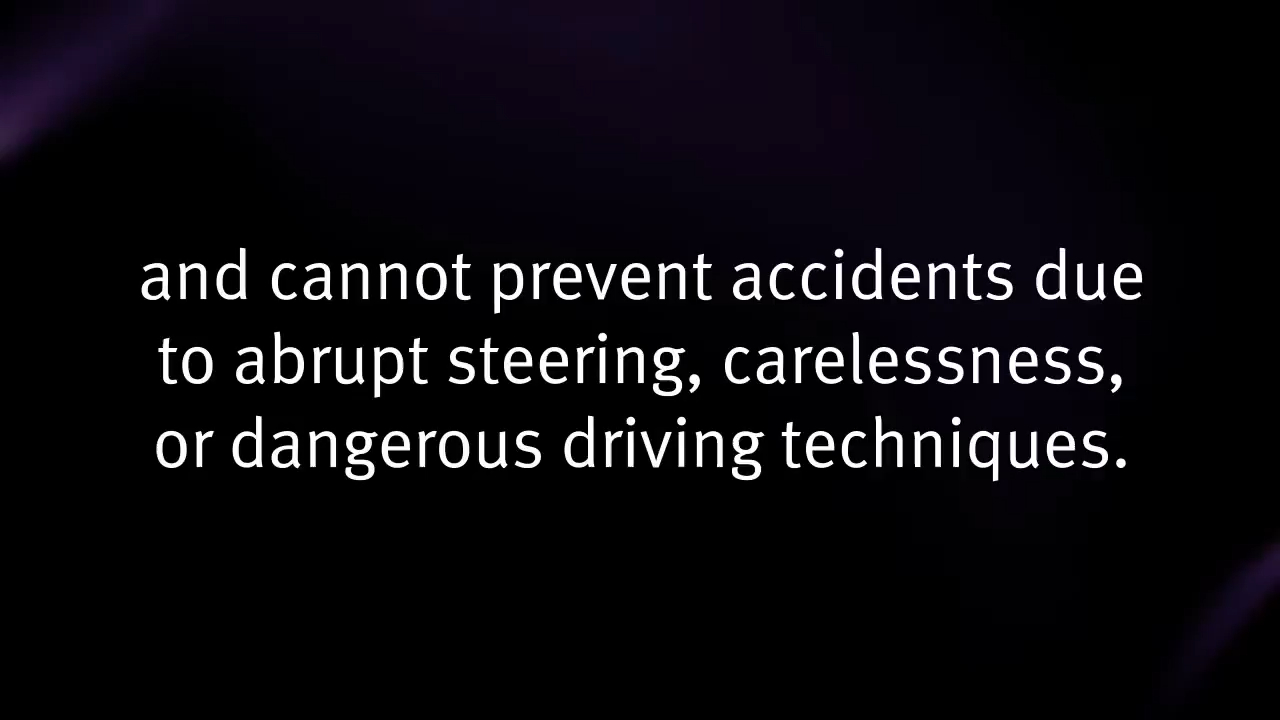 and cannot prevent accidents due
to abrupt steering, carelessness,
or dangerous driving techniques.